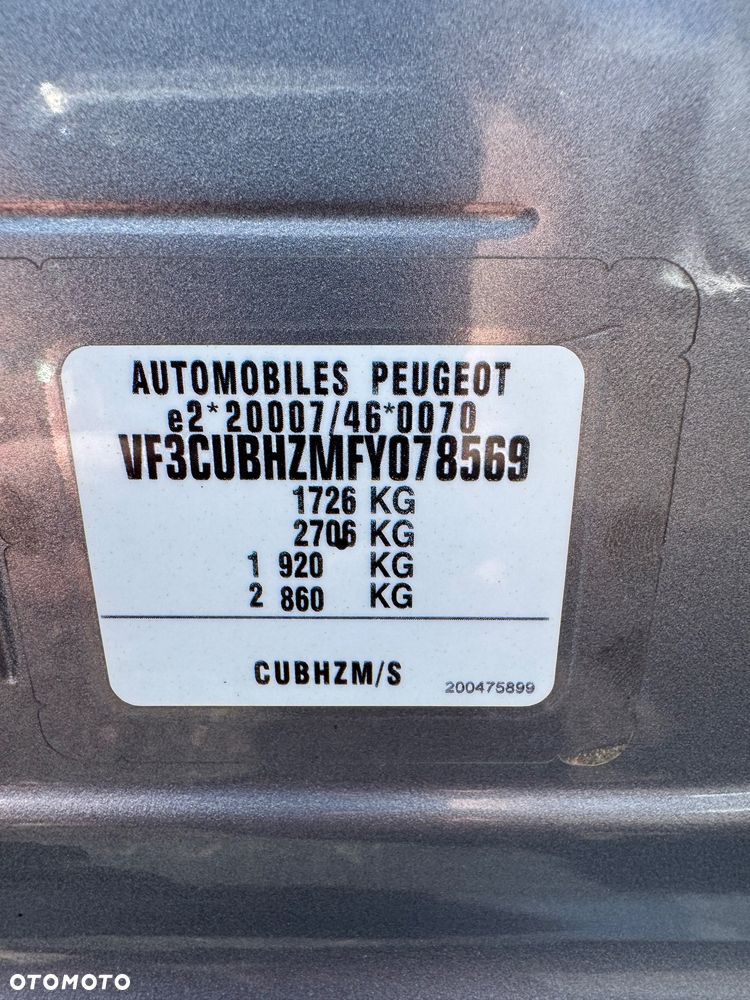 AUTOMOBILES PEUGEOT
e2*20007/46*0070
VF3CUBHZMFY078569
1726 KG
2706 KG
1 920 KG
2 860 KG
CUBHZM/S
200475899
OTOMOTO